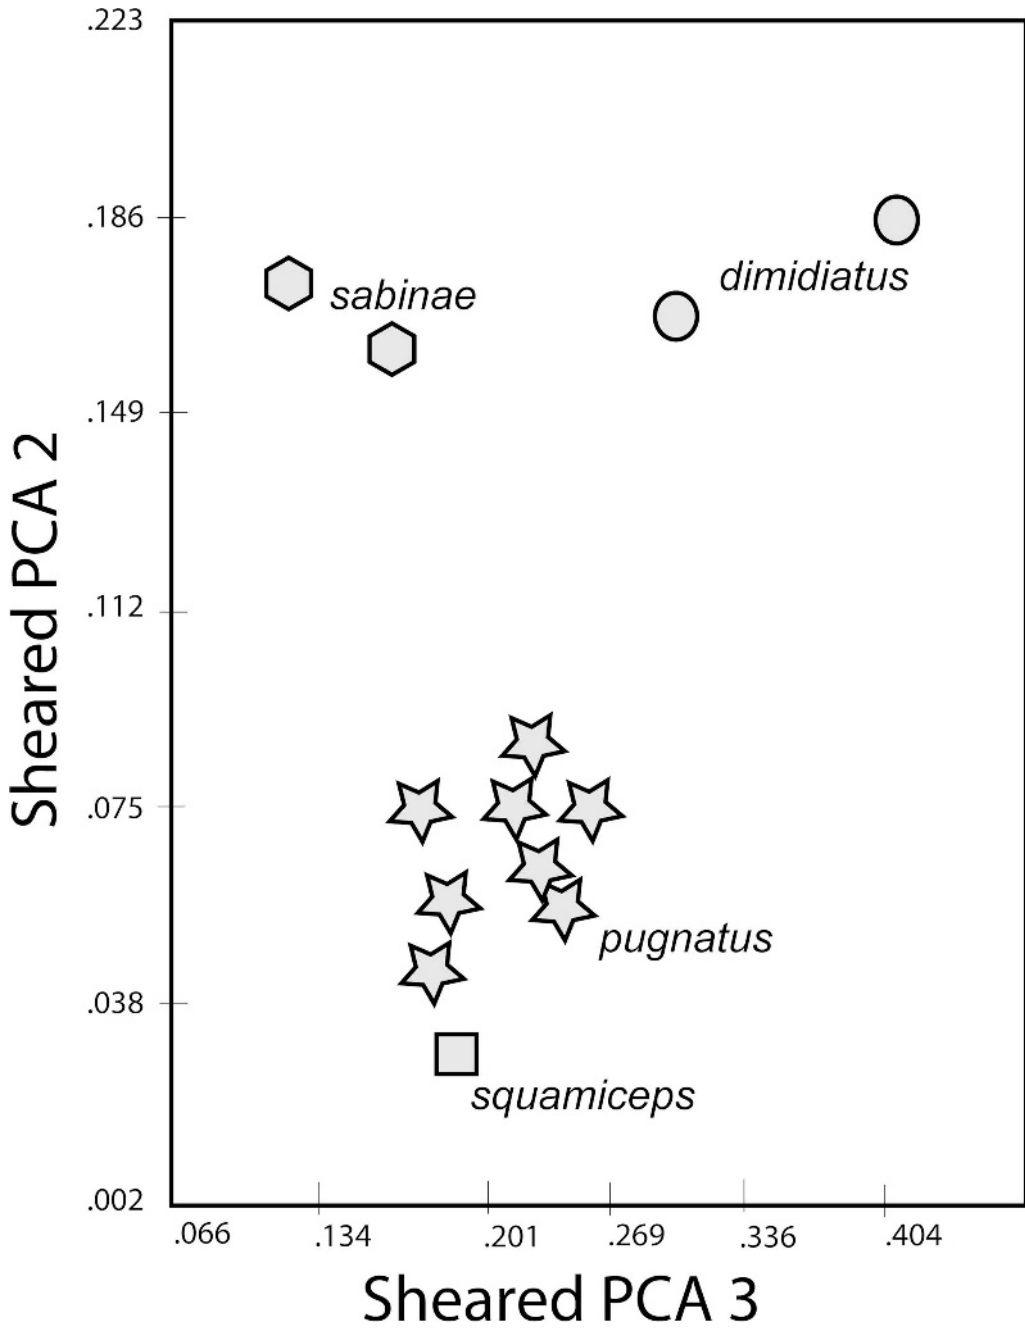 .223
.186
dimidiatus
sabinae
.149
Sheared PCA 2
.112
.075
pugnatus
.038
squamiceps
.002
.066 .134 .201 .269 .336 .404
Sheared PCA 3